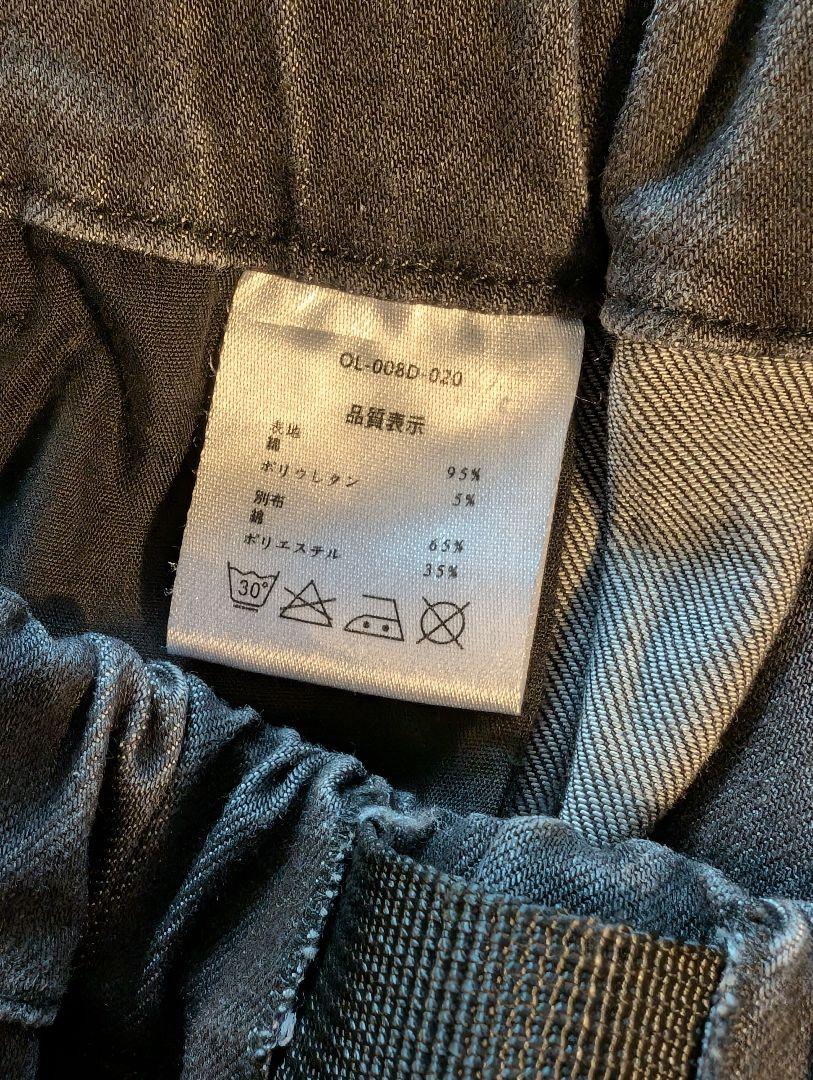 OL-008D-020
品質表示
表地
綿 95%
ポリウレタン 5%
別布
綿 65%
ポリエステル 35%
30°